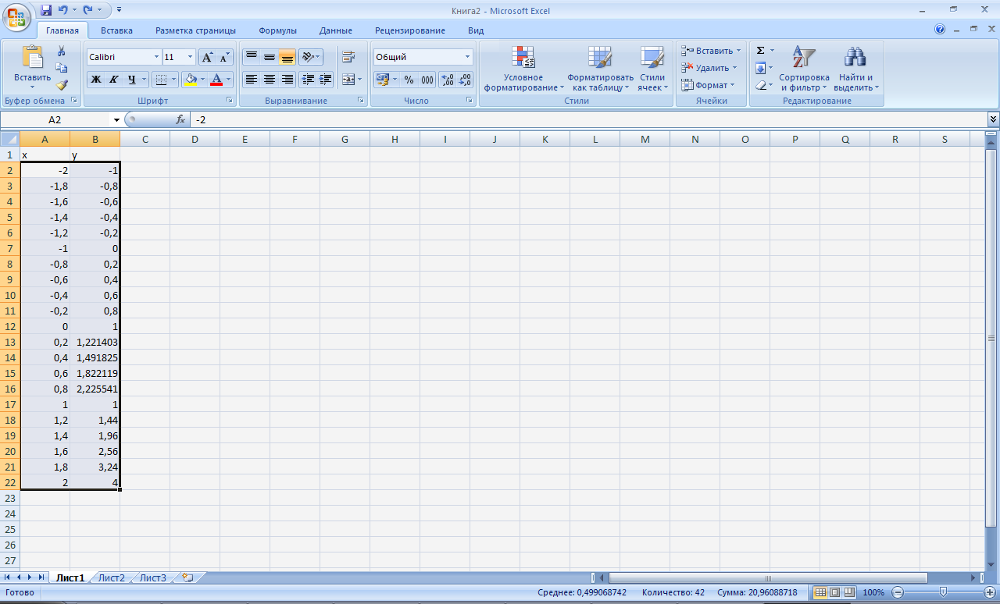 Книга2 - Microsoft Excel
Главная Вставка Разметка страницы Формулы Данные Рецензирование Вид
Вставить
Буфер обмена
Calibri 11
Ж К Ч
Шрифт
Выравнивание
Общий
% 000
Число
Условное форматирование
Форматировать как таблицу
Стили ячеек
Стили
Вставить
Удалить
Формат
Ячейки
Σ
Сортировка и фильтр
Найти и выделить
Редактирование
A2 fx -2
A B C D E F G H I J K L M N O P Q R S
1 x y
2 -2 -1
3 -1,8 -0,8
4 -1,6 -0,6
5 -1,4 -0,4
6 -1,2 -0,2
7 -1 0
8 -0,8 0,2
9 -0,6 0,4
10 -0,4 0,6
11 -0,2 0,8
12 0 1
13 0,2 1,221403
14 0,4 1,491825
15 0,6 1,822119
16 0,8 2,225541
17 1 1
18 1,2 1,44
19 1,4 1,96
20 1,6 2,56
21 1,8 3,24
22 2 4
23
24
25
26
27
Лист1 Лист2 Лист3
Готово Среднее: 0,499068742 Количество: 42 Сумма: 20,96088718 100%